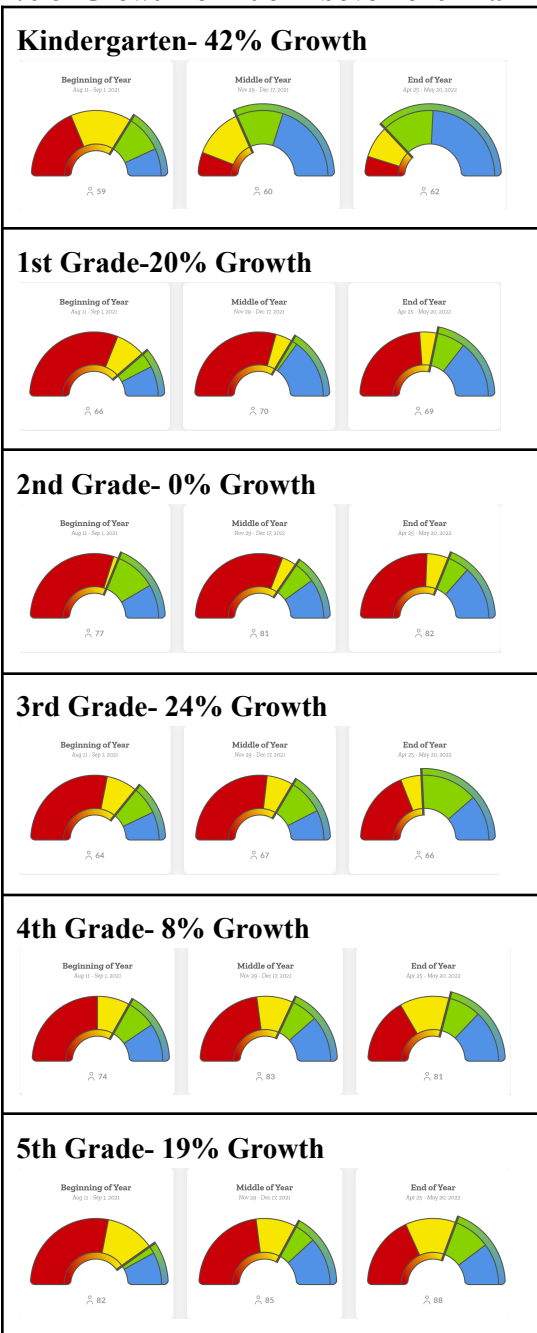 Kindergarten- 42% Growth
Beginning of Year
Aug 11 - Sep 1, 2021
59
Middle of Year
Nov 29 - Dec 17, 2021
60
End of Year
Apr 25 - May 20, 2022
62
1st Grade-20% Growth
Beginning of Year
Aug 11 - Sep 1, 2021
66
Middle of Year
Nov 29 - Dec 17, 2021
70
End of Year
Apr 25 - May 20, 2022
69
2nd Grade- 0% Growth
Beginning of Year
Aug 11 - Sep 1, 2021
77
Middle of Year
Nov 29 - Dec 17, 2021
81
End of Year
Apr 25 - May 20, 2022
82
3rd Grade- 24% Growth
Beginning of Year
Aug 11 - Sep 1, 2021
64
Middle of Year
Nov 29 - Dec 17, 2021
67
End of Year
Apr 25 - May 20, 2022
66
4th Grade- 8% Growth
Beginning of Year
Aug 11 - Sep 1, 2021
74
Middle of Year
Nov 29 - Dec 17, 2021
83
End of Year
Apr 25 - May 20, 2022
81
5th Grade- 19% Growth
Beginning of Year
Aug 11 - Sep 1, 2021
82
Middle of Year
Nov 29 - Dec 17, 2021
85
End of Year
Apr 25 - May 20, 2022
88